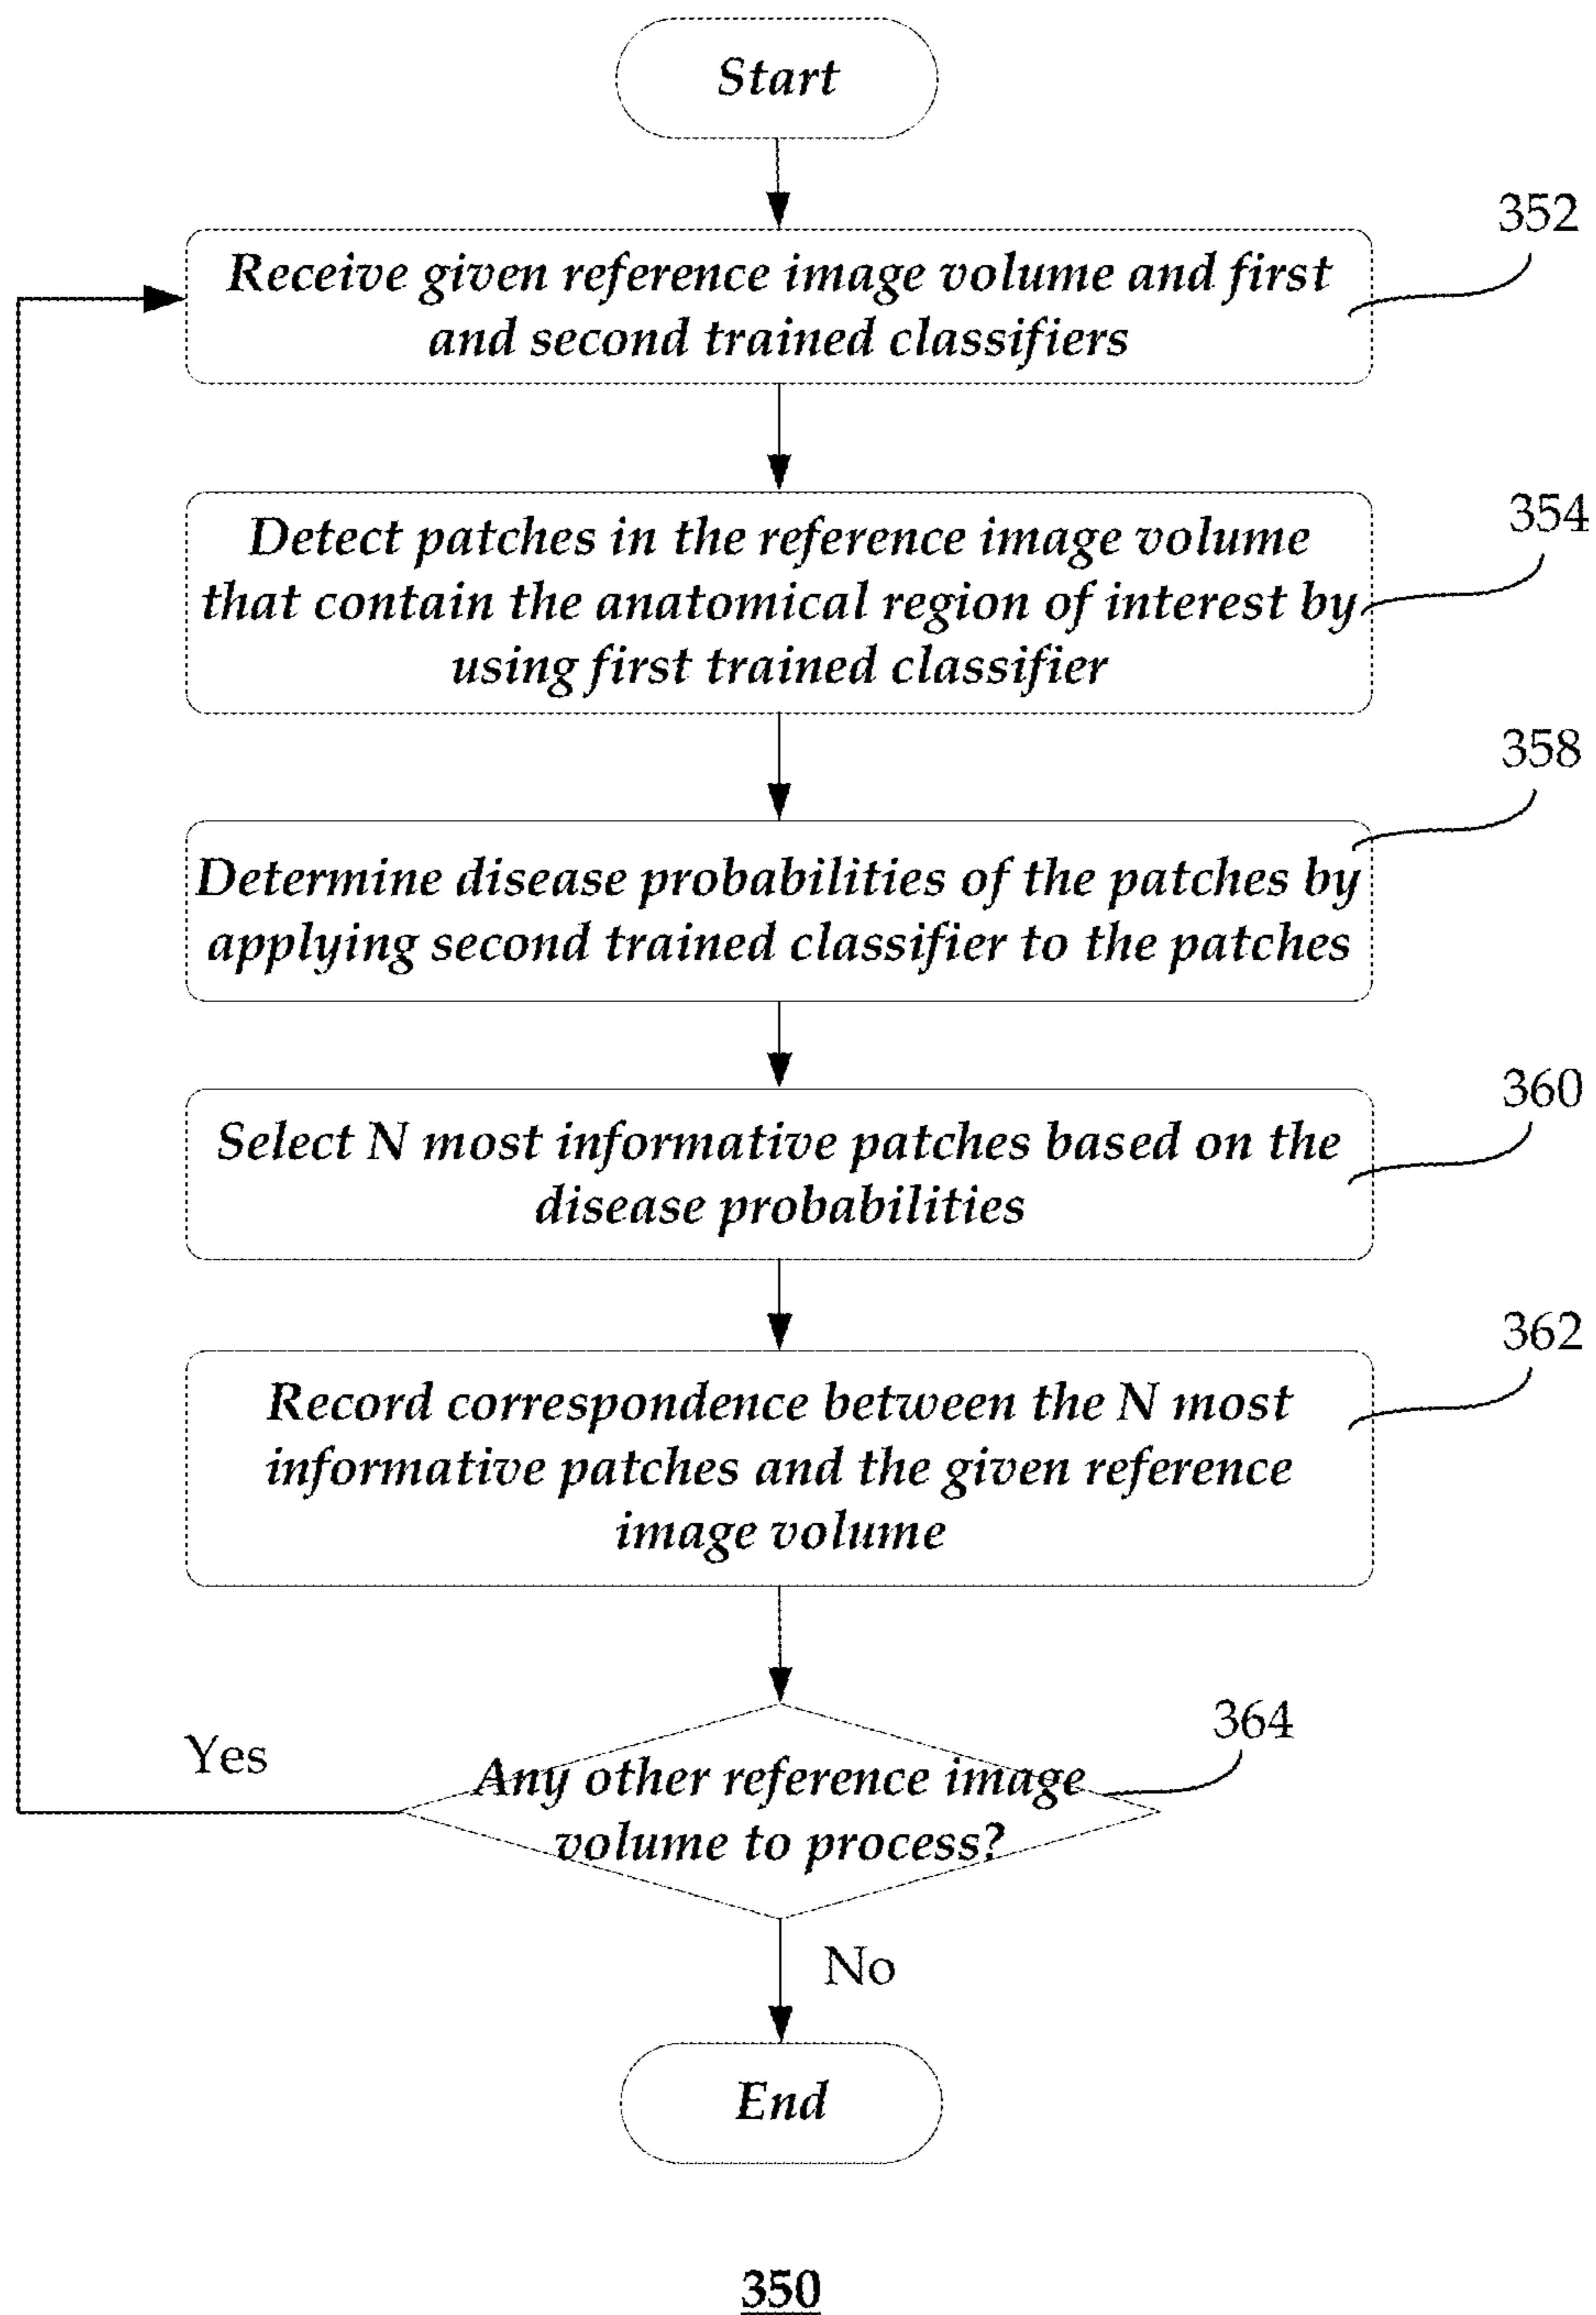 Start
352
Receive given reference image volume and first
and second trained classifiers
354
Detect patches in the reference image volume
that contain the anatomical region of interest by
using first trained classifier
358
Determine disease probabilities of the patches by
applying second trained classifier to the patches
360
Select N most informative patches based on the
disease probabilities
362
Record correspondence between the N most
informative patches and the given reference
image volume
364
Yes
Any other reference image
volume to process?
No
End
350